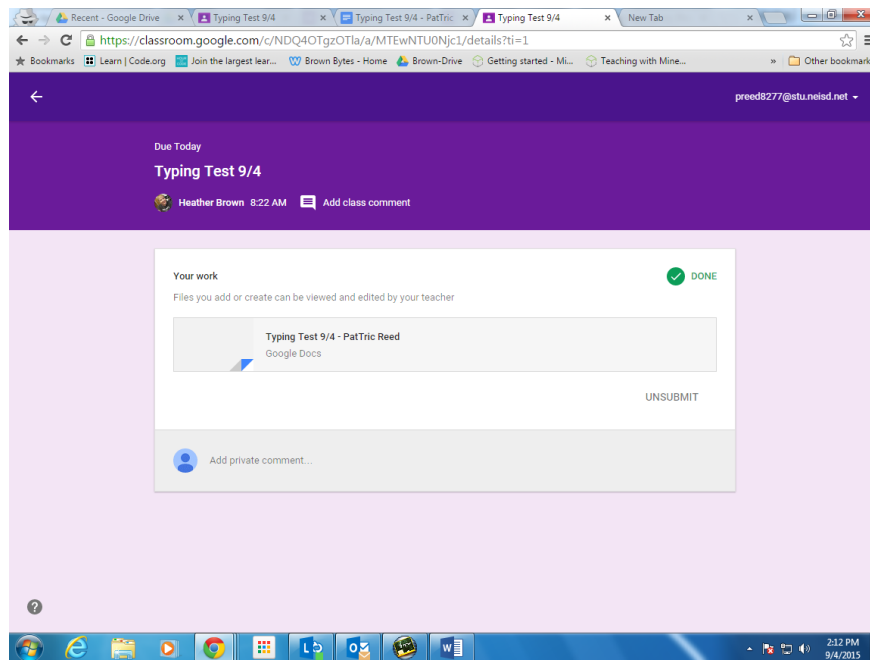 Recent - Google Drive
Typing Test 9/4
Typing Test 9/4 - PatTric
Typing Test 9/4
New Tab
https://classroom.google.com/c/NDQ4OTgzOTla/a/MTEwNTU0Njc1/details?ti=1
Bookmarks
Learn | Code.org
Join the largest lear...
Brown Bytes - Home
Brown-Drive
Getting started - Mi...
Teaching with Mine...
»
Other bookmark
preed8277@stu.neisd.net
Due Today
Typing Test 9/4
Heather Brown 8:22 AM Add class comment
Your work
DONE
Files you add or create can be viewed and edited by your teacher
Typing Test 9/4 - PatTric Reed
Google Docs
UNSUBMIT
Add private comment...
?
2:12 PM
9/4/2015